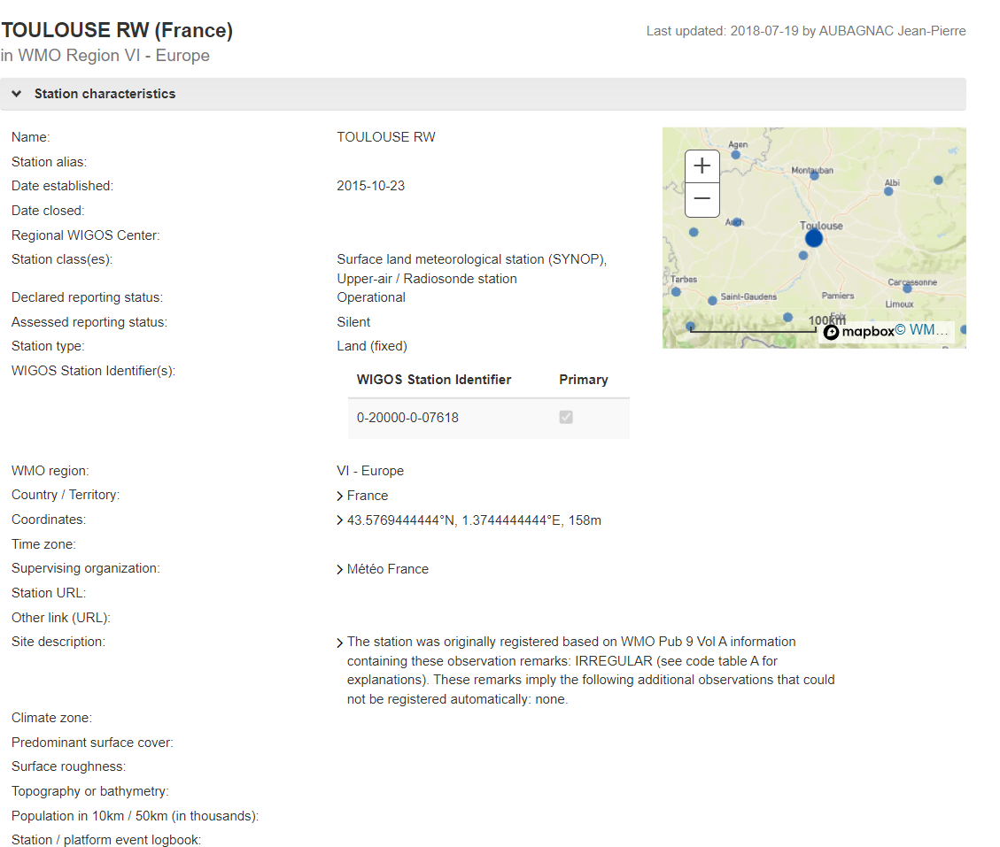 TOULOUSE RW (France)
Last updated: 2018-07-19 by AUBAGNAC Jean-Pierre
in WMO Region VI - Europe
Station characteristics
Name: TOULOUSE RW
Station alias:
Date established: 2015-10-23
Date closed:
Regional WIGOS Center:
Station class(es): Surface land meteorological station (SYNOP),
Upper-air / Radiosonde station
Declared reporting status: Operational
Assessed reporting status: Silent
Station type: Land (fixed)
WIGOS Station Identifier(s):
WIGOS Station Identifier Primary
0-20000-0-07618
Agen
Montauban
Albi
Auch
Toulouse
Tarbes
Carcassonne
Saint-Gaudens
Pamiers
Limoux
Foix
100km
mapbox © WM...
WMO region: VI - Europe
Country / Territory: France
Coordinates: 43.5769444444°N, 1.3744444444°E, 158m
Time zone:
Supervising organization: Météo France
Station URL:
Other link (URL):
Site description: The station was originally registered based on WMO Pub 9 Vol A information
containing these observation remarks: IRREGULAR (see code table A for
explanations). These remarks imply the following additional observations that could
not be registered automatically: none.
Climate zone:
Predominant surface cover:
Surface roughness:
Topography or bathymetry:
Population in 10km / 50km (in thousands):
Station / platform event logbook: